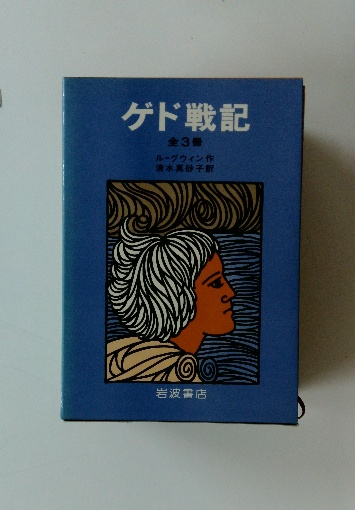 ゲド戦記
全3冊
ル=グウィン作
清水真砂子訳
岩波書店